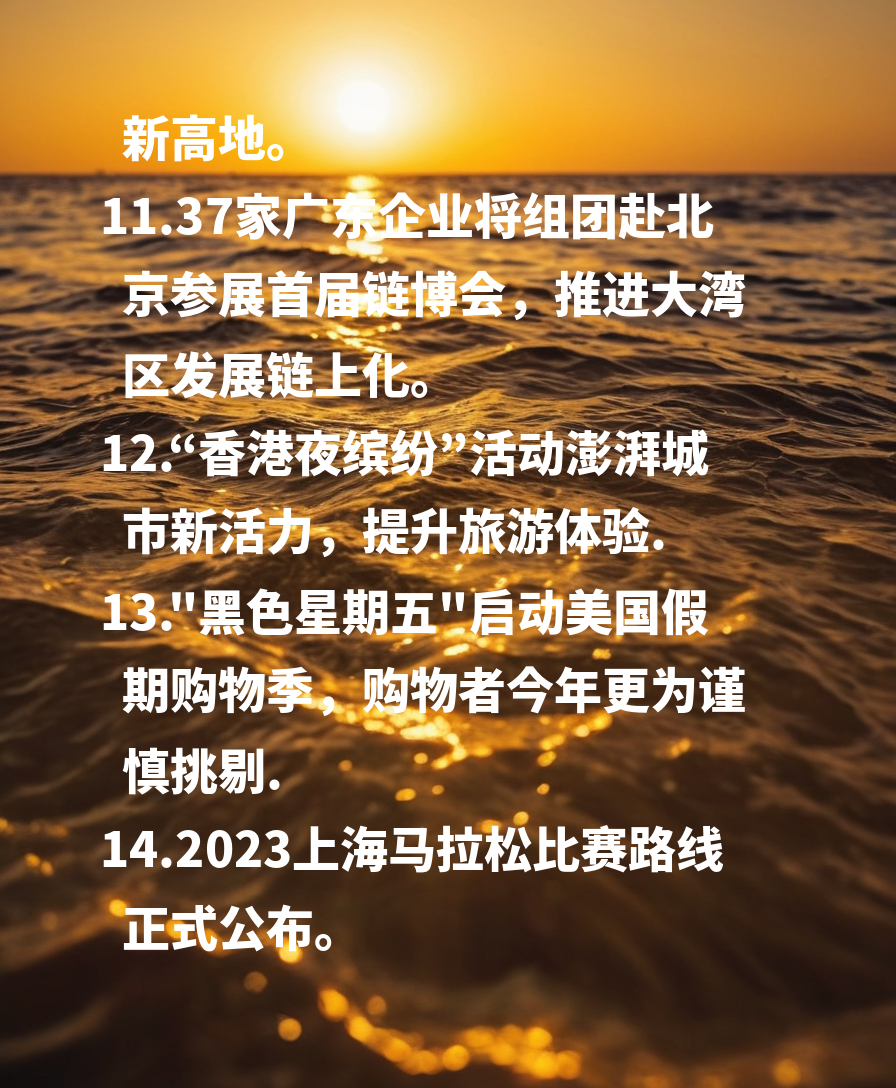 新高地。
11.37家广东企业将组团赴北
京参展首届链博会，推进大湾
区发展链上化。
12.“香港夜缤纷”活动澎湃城
市新活力，提升旅游体验.
13."黑色星期五"启动美国假
期购物季，购物者今年更为谨
慎挑剔.
14.2023上海马拉松比赛路线
正式公布。